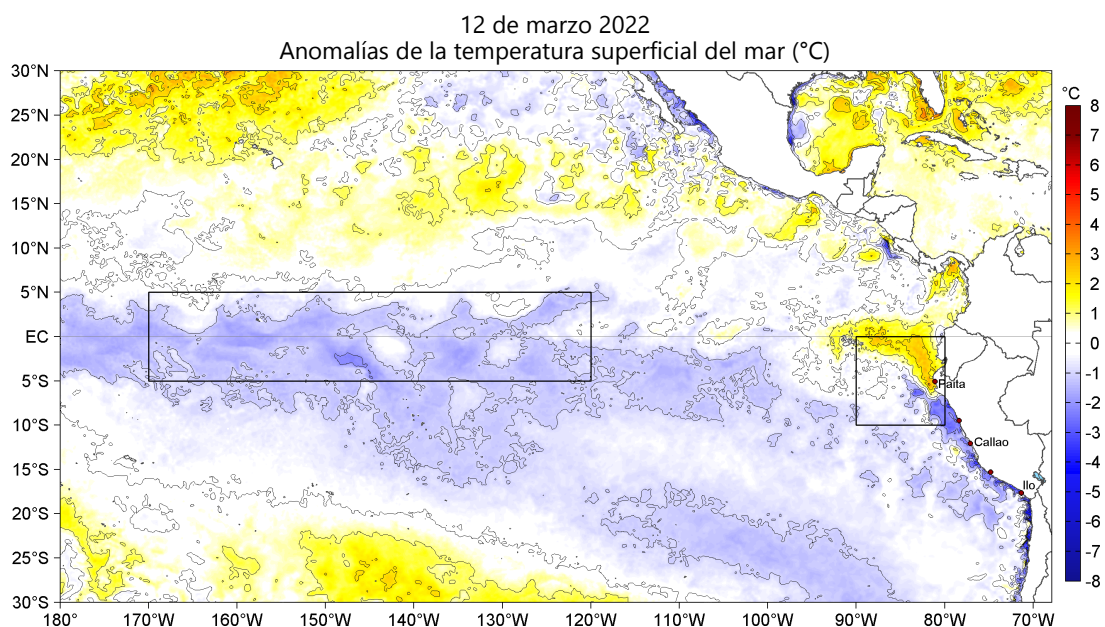 12 de marzo 2022
Anomalías de la temperatura superficial del mar (°C)
30°N
25°N
20°N
15°N
10°N
5°N
EC
5°S
10°S
15°S
20°S
25°S
30°S
Paita
Callao
Ilo
180
170°W
160°W
150°W
140°W
130°W
120°W
110°W
100°W
90°W
80°W
70°W
°C
8
7
6
5
4
3
2
1
0
-1
-2
-3
-4
-5
-6
-7
-8